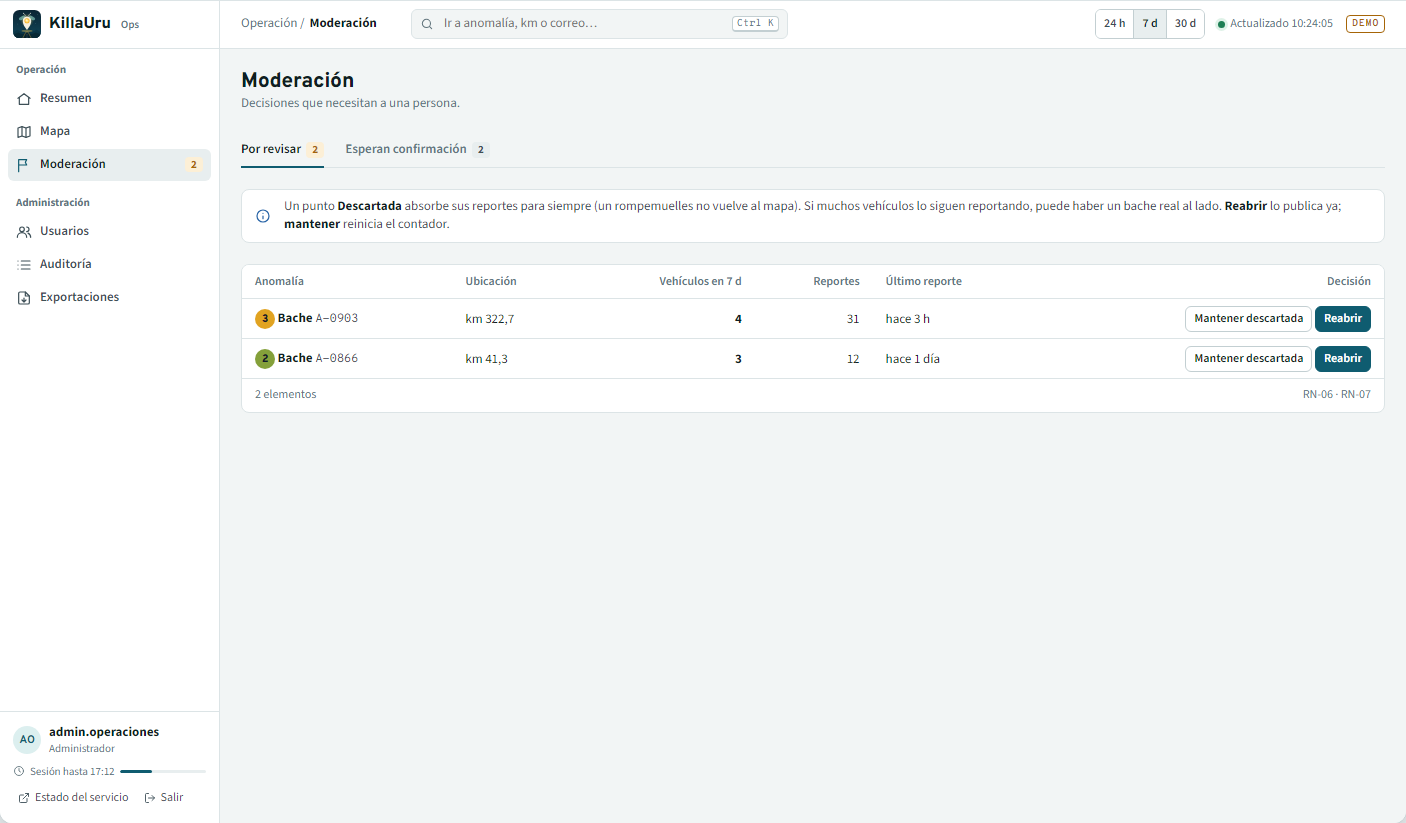 KillaUru Ops
Operación / Moderación
Ir a anomalía, km o correo…
Ctrl K
24 h 7 d 30 d
Actualizado 10:24:05
DEMO
Operación
Resumen
Mapa
Moderación 2
Administración
Usuarios
Auditoría
Exportaciones
AO
admin.operaciones
Administrador
Sesión hasta 17:12
Estado del servicio
Salir
Moderación
Decisiones que necesitan a una persona.
Por revisar 2 Esperan confirmación 2
Un punto Descartada absorbe sus reportes para siempre (un rompemuelles no vuelve al mapa). Si muchos vehículos lo siguen reportando, puede haber un bache real al lado. Reabrir lo publica ya;
mantener reinicia el contador.
Anomalía Ubicación Vehículos en 7 d Reportes Último reporte Decisión
3 Bache A-0903 km 322,7 4 31 hace 3 h Mantener descartada Reabrir
2 Bache A-0866 km 41,3 3 12 hace 1 día Mantener descartada Reabrir
2 elementos RN-06 · RN-07